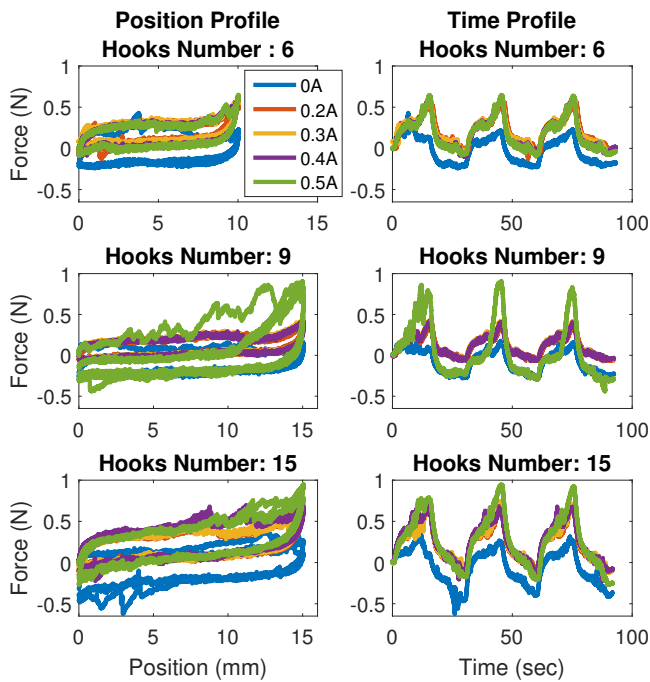 Position Profile
Hooks Number : 6
Time Profile
Hooks Number: 6
Force (N)
1
0.5
0
-0.5
0 5 10 15
0A
0.2A
0.3A
0.4A
0.5A
1
0.5
0
-0.5
0 50 100
Hooks Number: 9
Hooks Number: 9
Force (N)
1
0.5
0
-0.5
0 5 10 15
1
0.5
0
-0.5
0 50 100
Hooks Number: 15
Hooks Number: 15
Force (N)
1
0.5
0
-0.5
0 5 10 15
Position (mm)
1
0.5
0
-0.5
0 50 100
Time (sec)